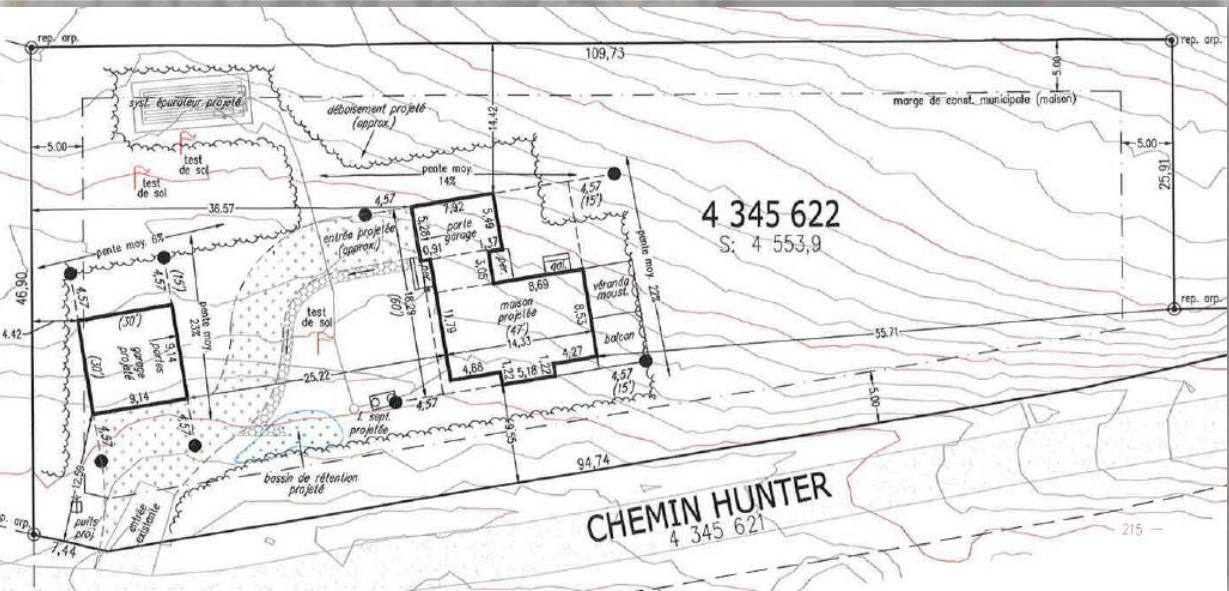 rep. arp.
109,73
rep. arp.
5.00
marge de const. municipale (maison)
syst. épurateur projeté
déboisement projeté
(approx.)
14.42
5.00
5.00
25,91
test
de sol
test
de sol
pente moy.
14%
4,57
(15')
36.57
4,57
7,92
5,28
5,49
porte
garage
0,91
1,37
entrée projetée
(approx.)
4 345 622
S: 4 553,9
pente moy. 6%
4,57
(15')
4,57
pente moy.
23%
46,90
3,05
per.
gal.
8,69
véranda
moust.
pente moy. 22%
18,29
(60')
11,79
maison
projetée
(47')
14,33
8,53
balcon
rep. arp.
4.42
(30')
(30')
garage
projeté
portes
9,14
9,14
test
de sol
55.71
25.22
4,88
1,22
5,18
1,22
4,27
4,57
(15')
f. sept.
projetée
4,57
9.55
5.00
4,57
4,57
94,74
bassin de rétention
projeté
12.99
puits
proj.
entrée
existante
p. arp.
7,44
CHEMIN HUNTER
4 345 621
215